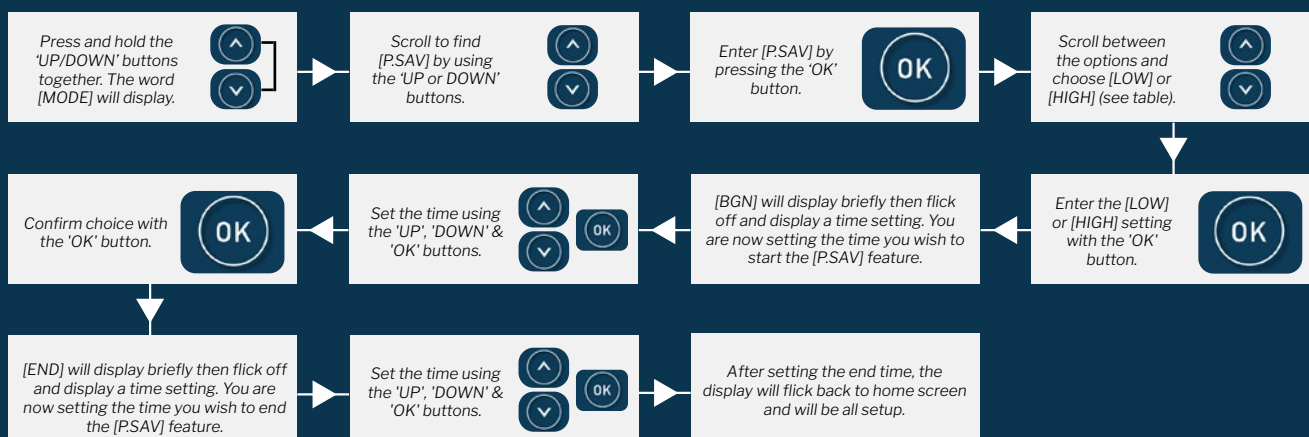 Press and hold the
'UP/DOWN' buttons
together. The word
[MODE] will display.
Scroll to find
[P.SAV] by using
the 'UP or DOWN'
buttons.
Enter [P.SAV] by
pressing the 'OK'
button.
OK
Scroll between
the options and
choose [LOW] or
[HIGH] (see table).
Enter the [LOW]
or [HIGH] setting
with the 'OK'
button.
OK
[BGN] will display briefly then flick
off and display a time setting. You
are now setting the time you wish to
start the [P.SAV] feature.
Set the time using
the 'UP', 'DOWN' &
'OK' buttons.
OK
Confirm choice with
the 'OK' button.
OK
[END] will display briefly then flick off
and display a time setting. You are
now setting the time you wish to end
the [P.SAV] feature.
Set the time using
the 'UP', 'DOWN' &
'OK' buttons.
OK
After setting the end time, the
display will flick back to home screen
and will be all setup.